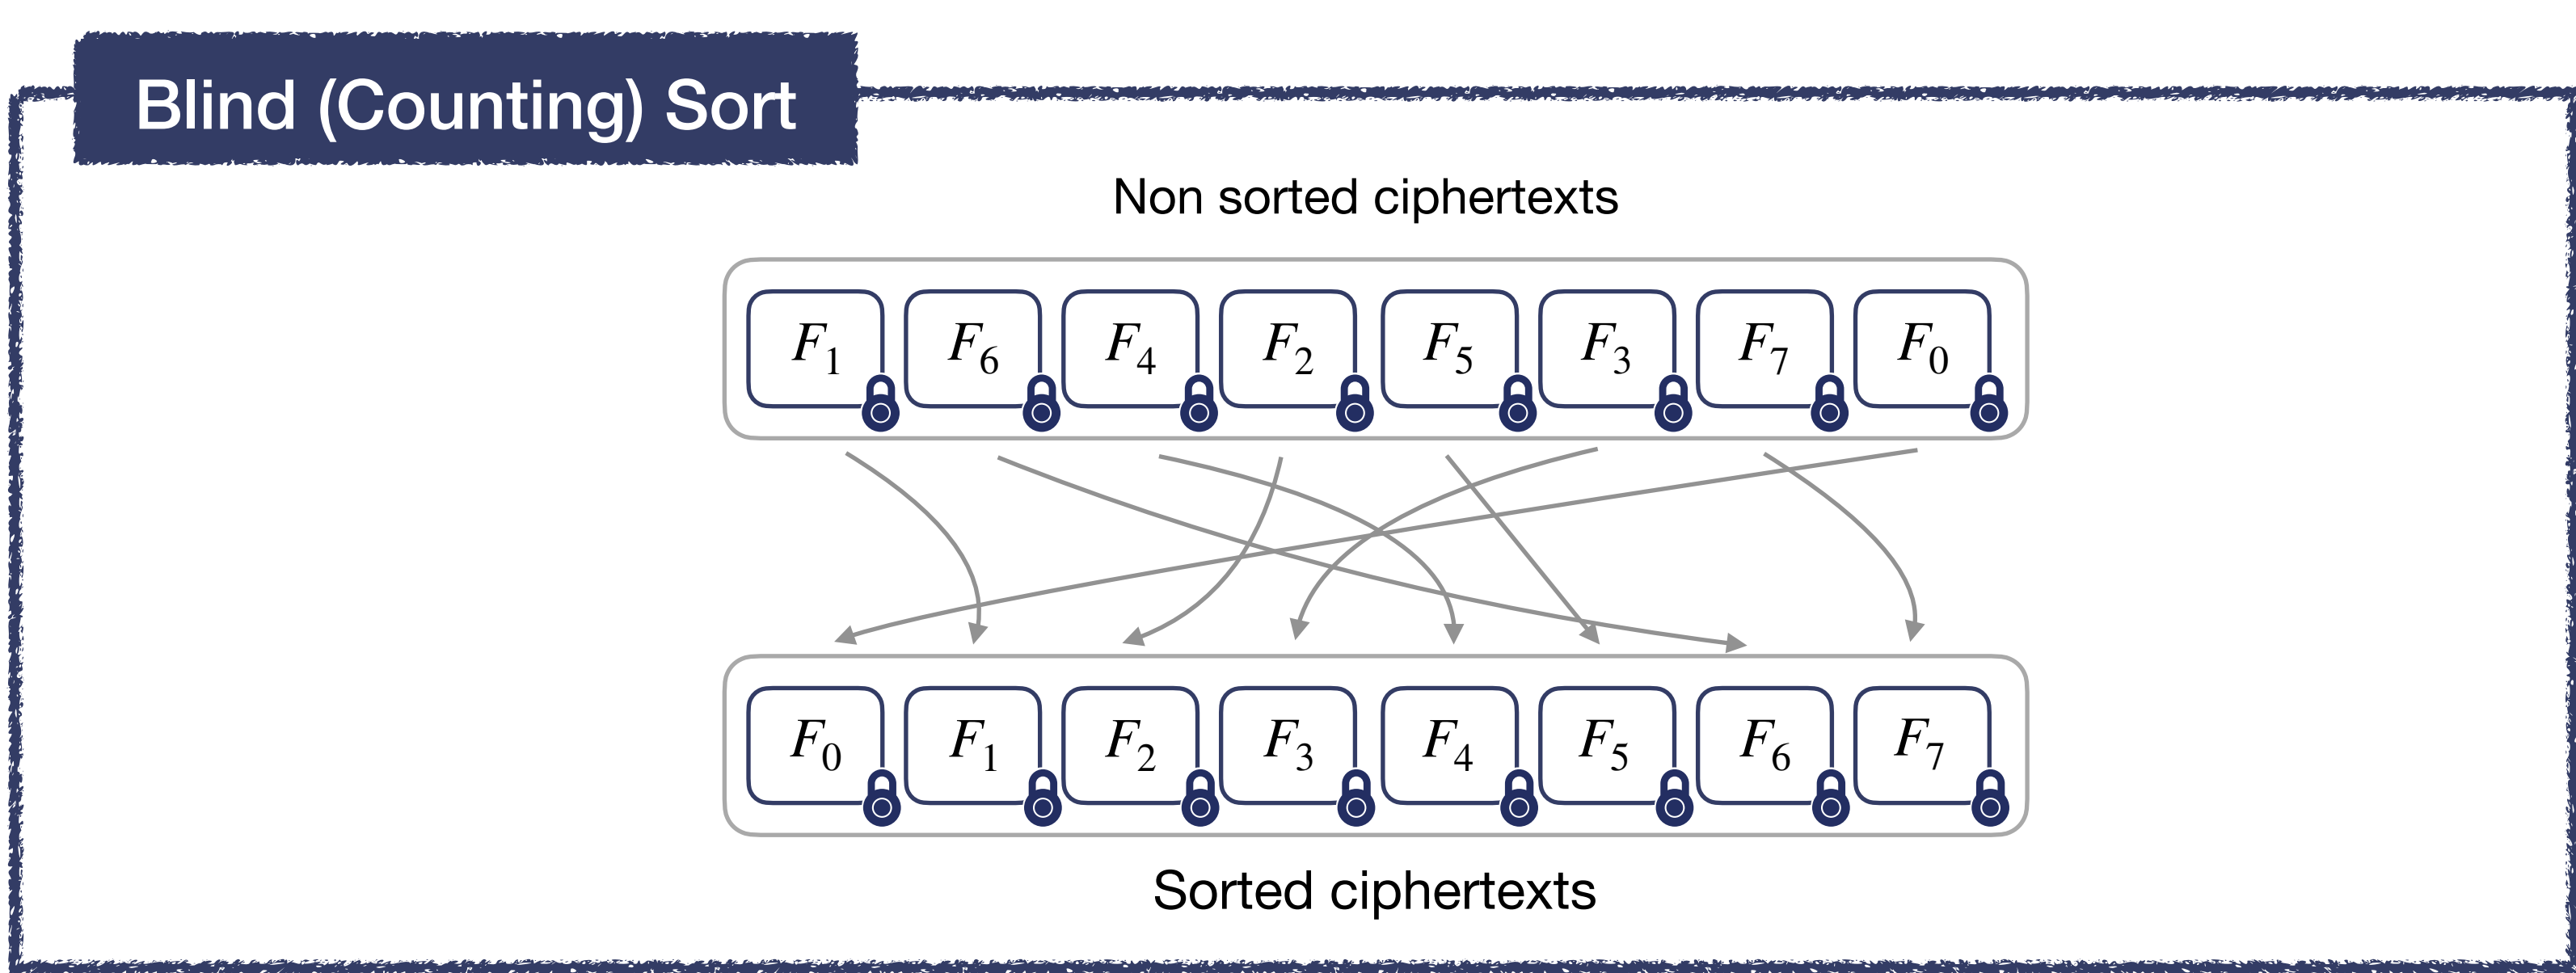 Blind (Counting) Sort
Non sorted ciphertexts
F₁ F₆ F₄ F₂ F₅ F₃ F₇ F₀
F₀ F₁ F₂ F₃ F₄ F₅ F₆ F₇
Sorted ciphertexts